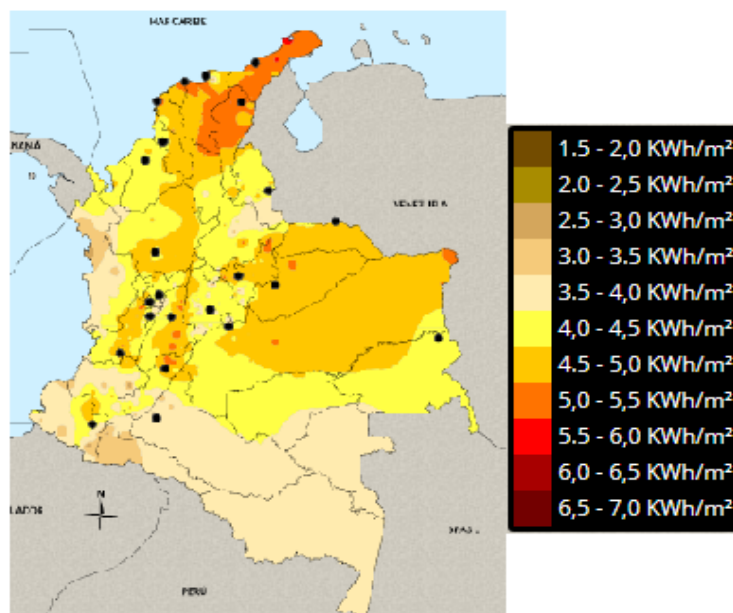 MAR CARIBE
VENEZUELA
N
PERU
1.5 - 2,0 KWh/m²
2.0 - 2,5 KWh/m²
2.5 - 3,0 KWh/m²
3.0 - 3.5 KWh/m²
3.5 - 4,0 KWh/m²
4,0 - 4,5 KWh/m²
4.5 - 5,0 KWh/m²
5,0 - 5,5 KWh/m²
5.5 - 6,0 KWh/m²
6,0 - 6,5 KWh/m²
6,5 - 7,0 KWh/m²